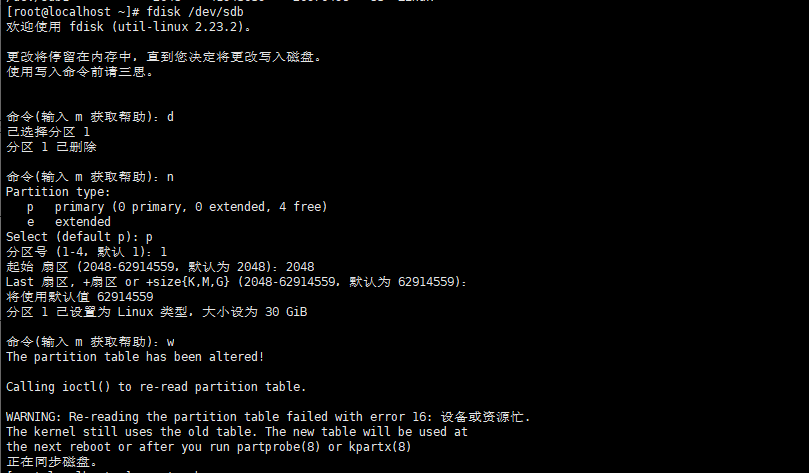 [root@localhost ~]# fdisk /dev/sdb
欢迎使用 fdisk (util-linux 2.23.2)。
更改将停留在内存中，直到您决定将更改写入磁盘。
使用写入命令前请三思。
命令(输入 m 获取帮助)：d
已选择分区 1
分区 1 已删除
命令(输入 m 获取帮助)：n
Partition type:
   p   primary (0 primary, 0 extended, 4 free)
   e   extended
Select (default p): p
分区号 (1-4，默认 1)：1
起始 扇区 (2048-62914559，默认为 2048)：2048
Last 扇区, +扇区 or +size{K,M,G} (2048-62914559，默认为 62914559)：
将使用默认值 62914559
分区 1 已设置为 Linux 类型，大小设为 30 GiB
命令(输入 m 获取帮助)：w
The partition table has been altered!
Calling ioctl() to re-read partition table.
WARNING: Re-reading the partition table failed with error 16: 设备或资源忙.
The kernel still uses the old table. The new table will be used at
the next reboot or after you run partprobe(8) or kpartx(8)
正在同步磁盘。